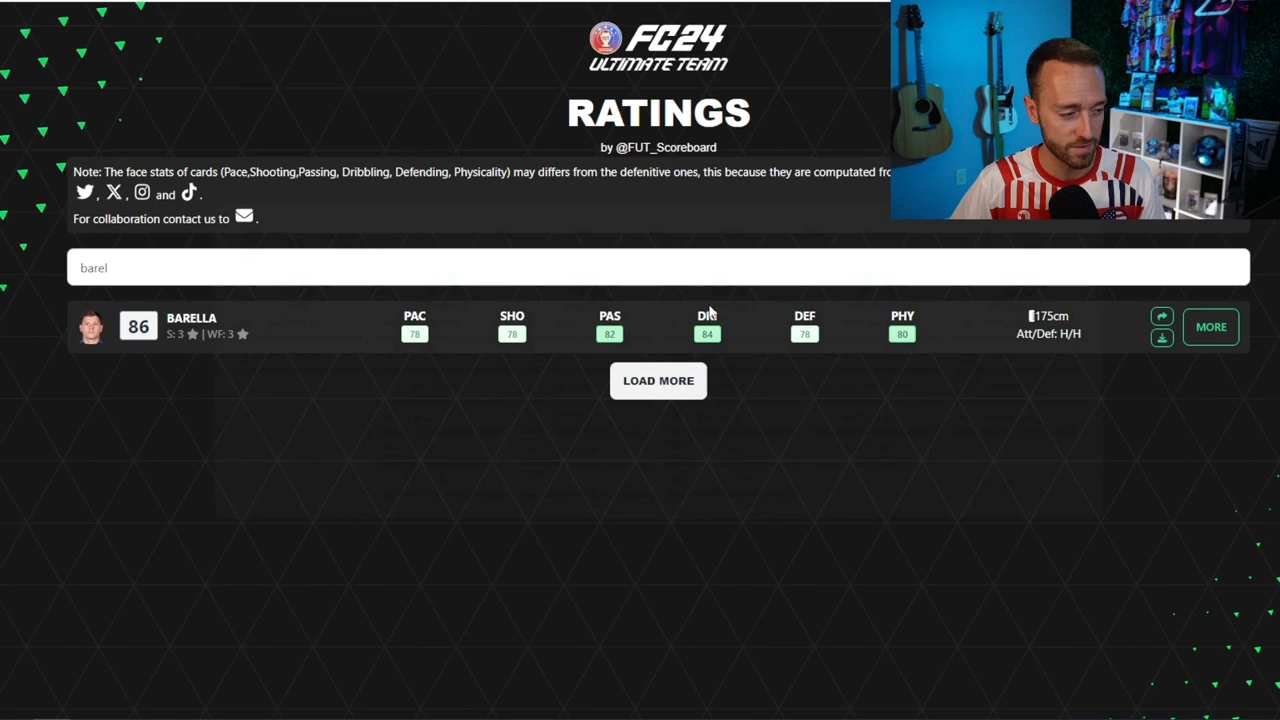 FC24
ULTIMATE TEAM
RATINGS
by @FUT_Scoreboard
Note: The face stats of cards (Pace,Shooting,Passing, Dribbling, Defending, Physicality) may differs from the defenitive ones, this because they are computated
, , and .
For collaboration contact us to .
barel
86 BARELLA PAC SHO PAS DRI DEF PHY 175cm
S: 3 | WF: 3 78 78 82 84 78 80 Att/Def: H/H MORE
LOAD MORE